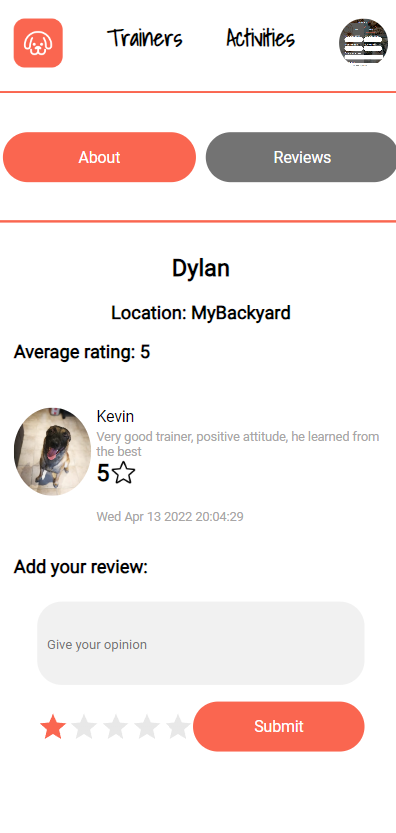 Trainers Activities
About Reviews
Dylan
Location: MyBackyard
Average rating: 5
Kevin
Very good trainer, positive attitude, he learned from
the best
5
Wed Apr 13 2022 20:04:29
Add your review:
Give your opinion
Submit